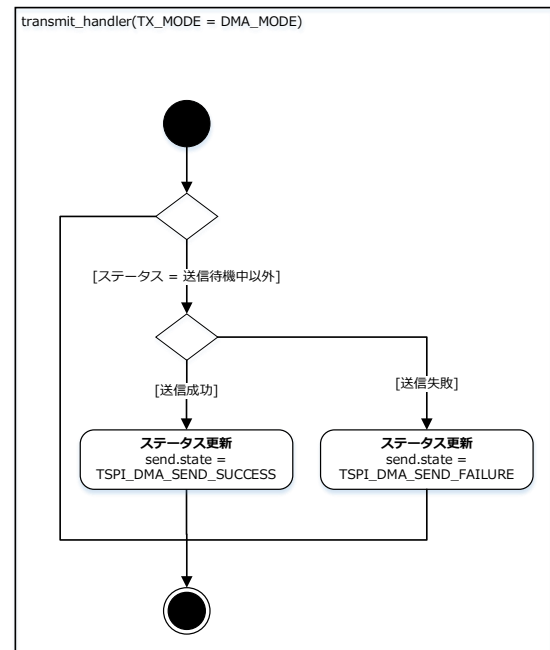 transmit_handler(TX_MODE = DMA_MODE)
[ステータス = 送信待機中以外]
[送信成功]
[送信失敗]
ステータス更新
send.state =
TSPI_DMA_SEND_SUCCESS
ステータス更新
send.state =
TSPI_DMA_SEND_FAILURE